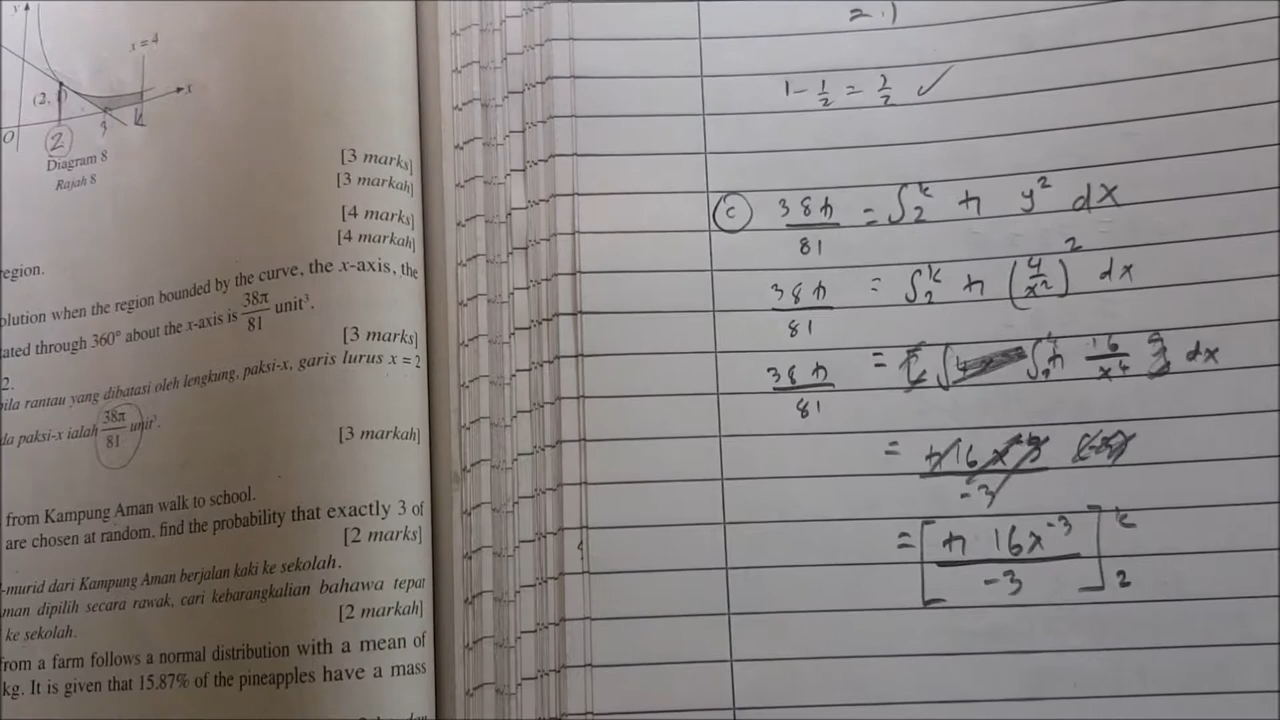 y
x = 4
x
(2, 1)
O
2
3
k
Diagram 8
Rajah 8
[3 marks]
[3 markah]
[4 marks]
[4 markah]
region.
olution when the region bounded by the curve, the x-axis, the
ated through 360° about the x-axis is 38π/81 unit³.
[3 marks]
2.
bila rantau yang dibatasi oleh lengkung, paksi-x, garis lurus x = 2
da paksi-x ialah 38π/81 unit³.
[3 markah]
from Kampung Aman walk to school.
are chosen at random, find the probability that exactly 3 of
[2 marks]
-murid dari Kampung Aman berjalan kaki ke sekolah.
man dipilih secara rawak, cari kebarangkalian bahawa tepat
ke sekolah.
[2 markah]
from a farm follows a normal distribution with a mean of
kg. It is given that 15.87% of the pineapples have a mass
2.1
1 - 1/2 = 2/2 ✓
(c) 38π/81 = ∫₂ᵏ π y² dx
38π/81 = ∫₂ᵏ π (4/x²)² dx
38π/81 = ∫₂ᵏ π 16/x⁴ dx
= π16x⁻³/-3
= [π 16x⁻³/-3]₂ᵏ